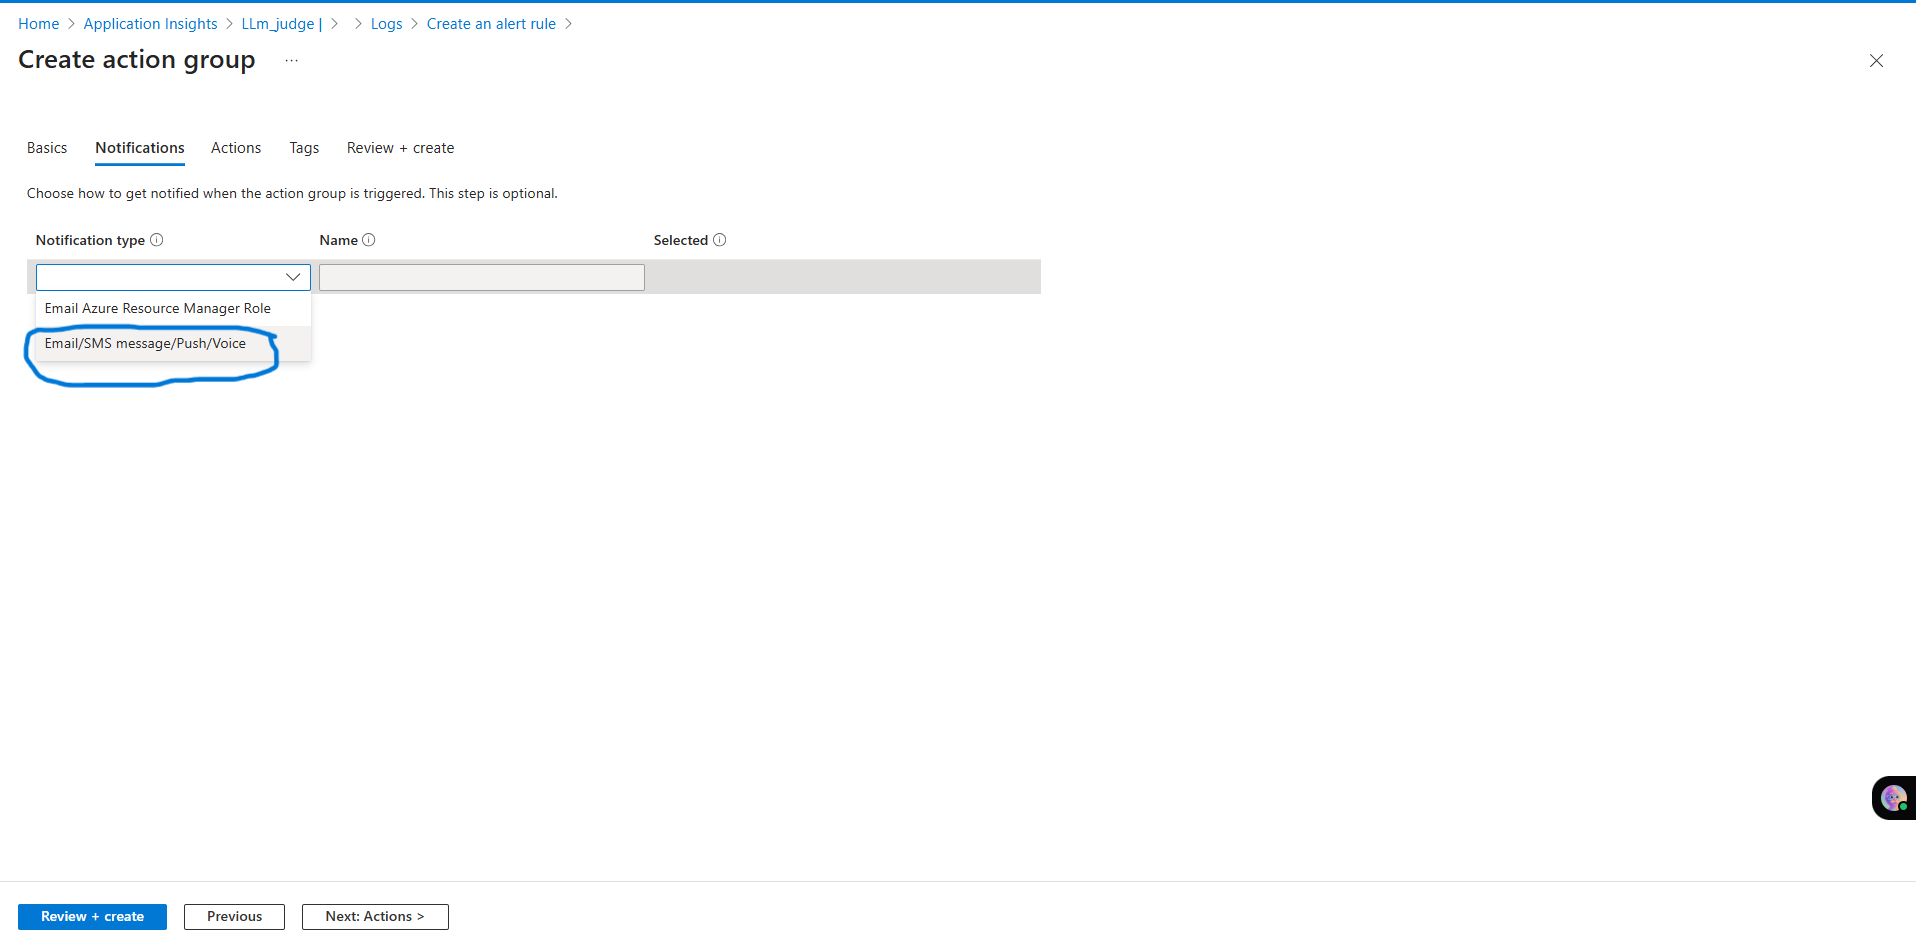 Home > Application Insights > LLm_judge | > > Logs > Create an alert rule >
Create action group ...
Basics Notifications Actions Tags Review + create
Choose how to get notified when the action group is triggered. This step is optional.
Notification type Name Selected
Email Azure Resource Manager Role
Email/SMS message/Push/Voice
Review + create Previous Next: Actions >